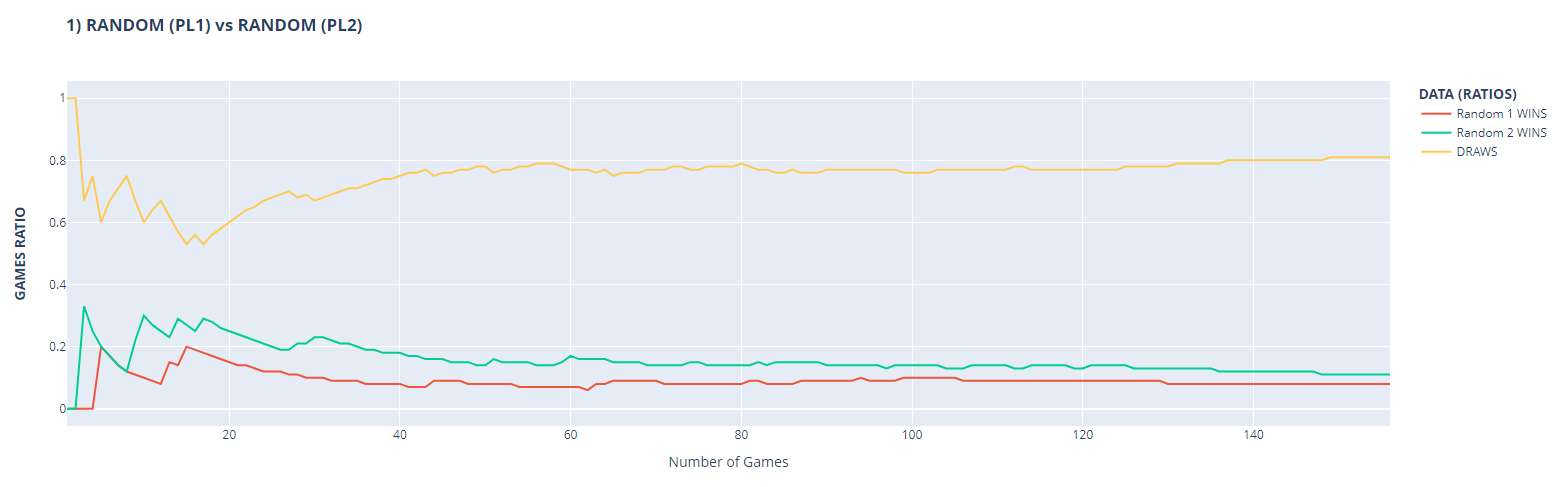 1) RANDOM (PL1) vs RANDOM (PL2)
DATA (RATIOS)
Random 1 WINS
Random 2 WINS
DRAWS
GAMES RATIO
1
0.8
0.6
0.4
0.2
0
20 40 60 80 100 120 140
Number of Games